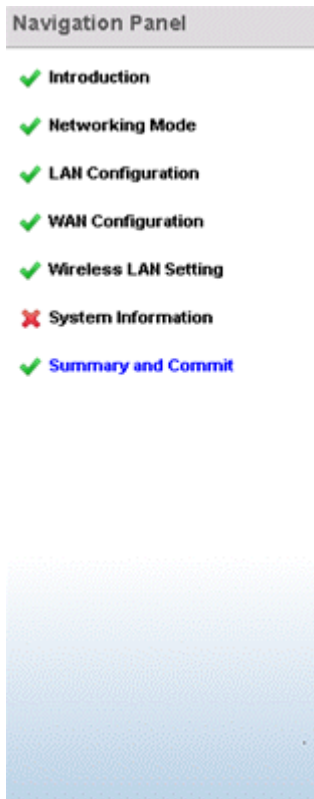 Navigation Panel
Introduction
Networking Mode
LAN Configuration
WAN Configuration
Wireless LAN Setting
System Information
Summary and Commit